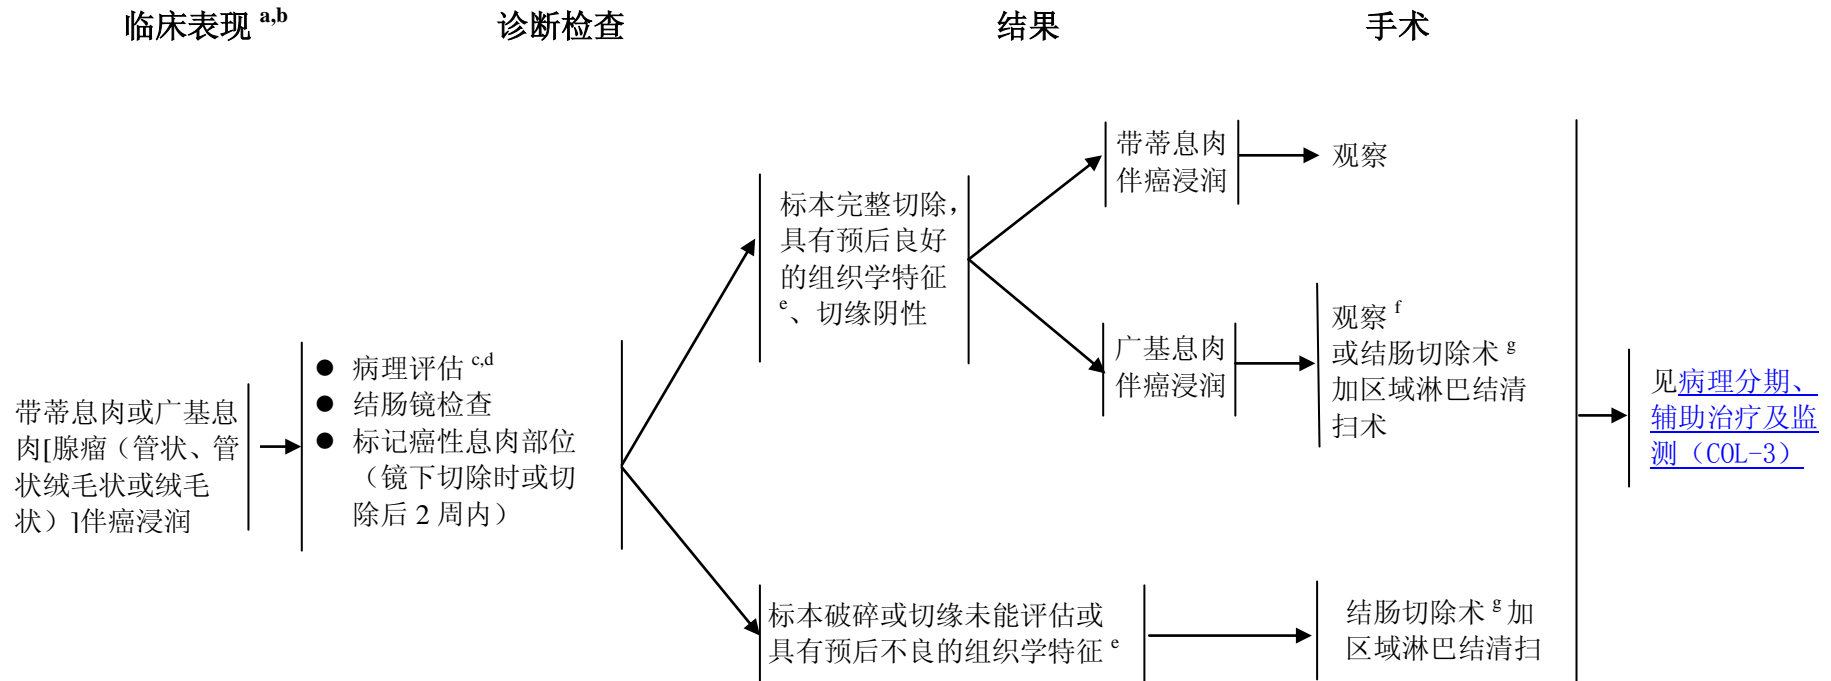 临床表现 a,b
诊断检查
结果
手术
带蒂息肉或广基息
肉[腺瘤（管状、管
状绒毛状或绒毛
状）]伴癌浸润
● 病理评估 c,d
● 结肠镜检查
● 标记癌性息肉部位
（镜下切除时或切
除后 2 周内）
标本完整切除，
具有预后良好
的组织学特征
e、切缘阴性
带蒂息肉
伴癌浸润
观察
广基息肉
伴癌浸润
观察 f
或结肠切除术 g
加区域淋巴结清
扫术
标本破碎或切缘未能评估或
具有预后不良的组织学特征 e
结肠切除术 g 加
区域淋巴结清扫
见病理分期、
辅助治疗及监
测（COL-3）